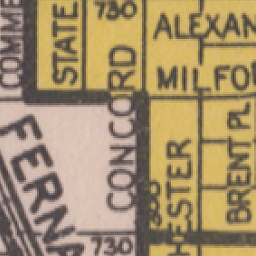 COMME
STATE
730
ALEXAN
CONCORD
MILFO
FERNA
HESTER
BRENT PL
730